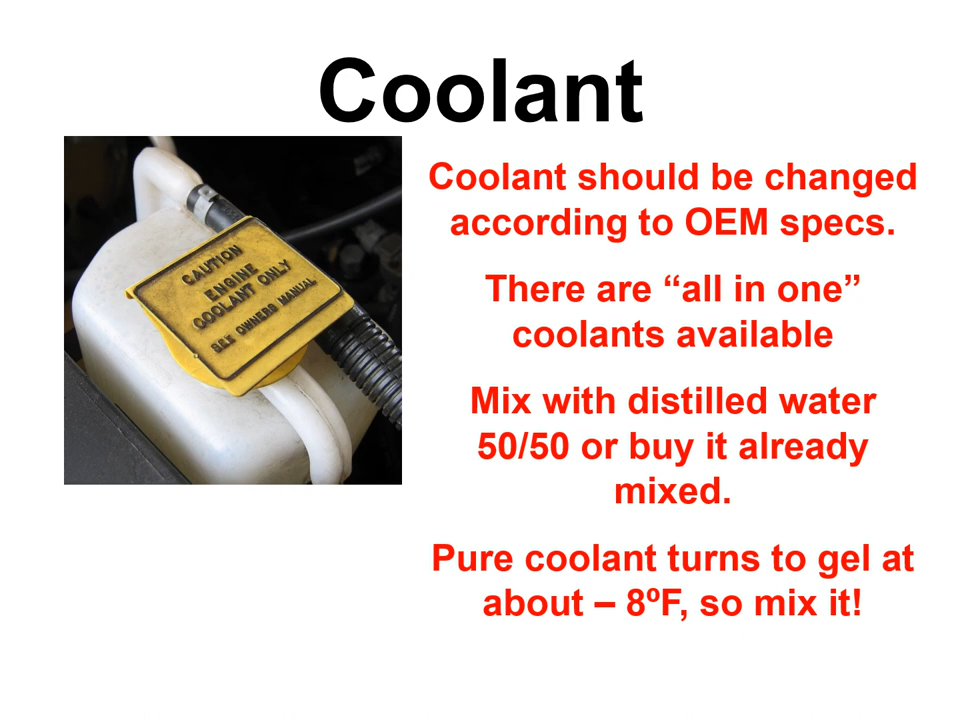 Coolant
CAUTION
ENGINE
COOLANT ONLY
SEE OWNERS MANUAL
Coolant should be changed
according to OEM specs.
There are “all in one”
coolants available
Mix with distilled water
50/50 or buy it already
mixed.
Pure coolant turns to gel at
about – 8ºF, so mix it!